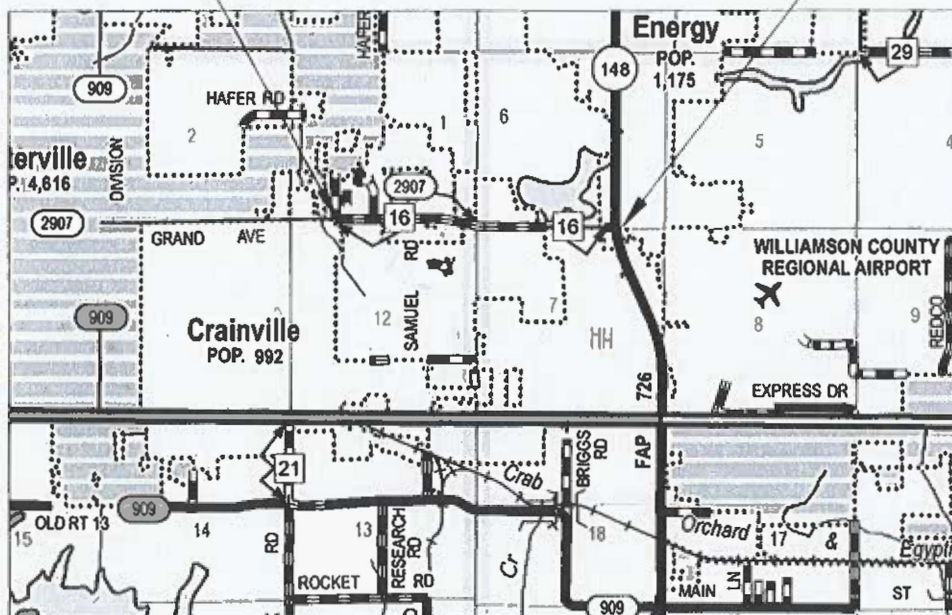 Energy
POP.
1,175
29
148
909
HAFER RD
2
1
6
5
4
terville
P. 4,616
DIVISION
2907
2907
16
16
GRAND AVE
RD
SAMUEL
WILLIAMSON COUNTY
REGIONAL AIRPORT
909
12
7
8
9
REDCO
Crainville
POP. 992
726
FAP
EXPRESS DR
21
BRIGGS
RD
Crab
Cr
OLD RT 13
909
15
14
13
18
RD
RESEARCH
RD
ROCKET RD
Orchard
17
&
MAIN
LN
ST
909